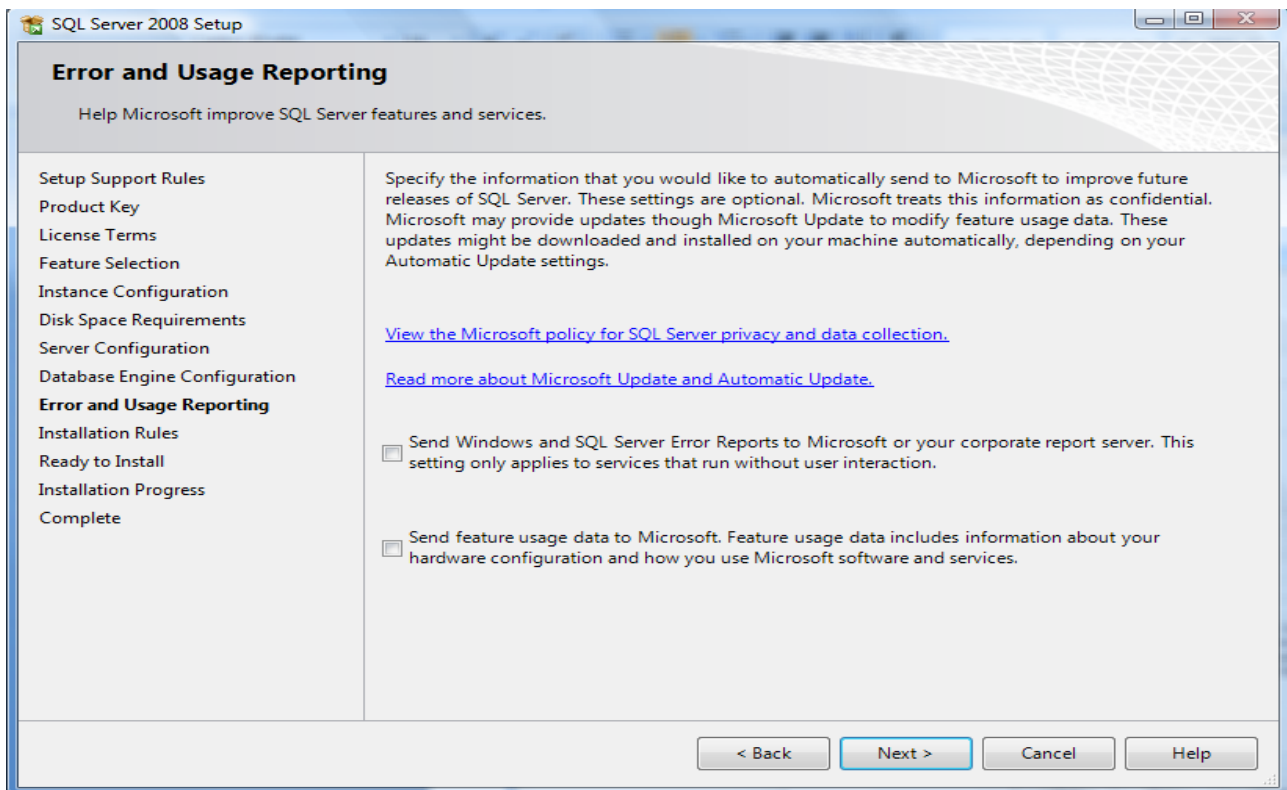 SQL Server 2008 Setup
Error and Usage Reporting
Help Microsoft improve SQL Server features and services.
Setup Support Rules
Product Key
License Terms
Feature Selection
Instance Configuration
Disk Space Requirements
Server Configuration
Database Engine Configuration
Error and Usage Reporting
Installation Rules
Ready to Install
Installation Progress
Complete
Specify the information that you would like to automatically send to Microsoft to improve future
releases of SQL Server. These settings are optional. Microsoft treats this information as confidential.
Microsoft may provide updates though Microsoft Update to modify feature usage data. These
updates might be downloaded and installed on your machine automatically, depending on your
Automatic Update settings.
View the Microsoft policy for SQL Server privacy and data collection.
Read more about Microsoft Update and Automatic Update.
Send Windows and SQL Server Error Reports to Microsoft or your corporate report server. This
setting only applies to services that run without user interaction.
Send feature usage data to Microsoft. Feature usage data includes information about your
hardware configuration and how you use Microsoft software and services.
< Back
Next >
Cancel
Help